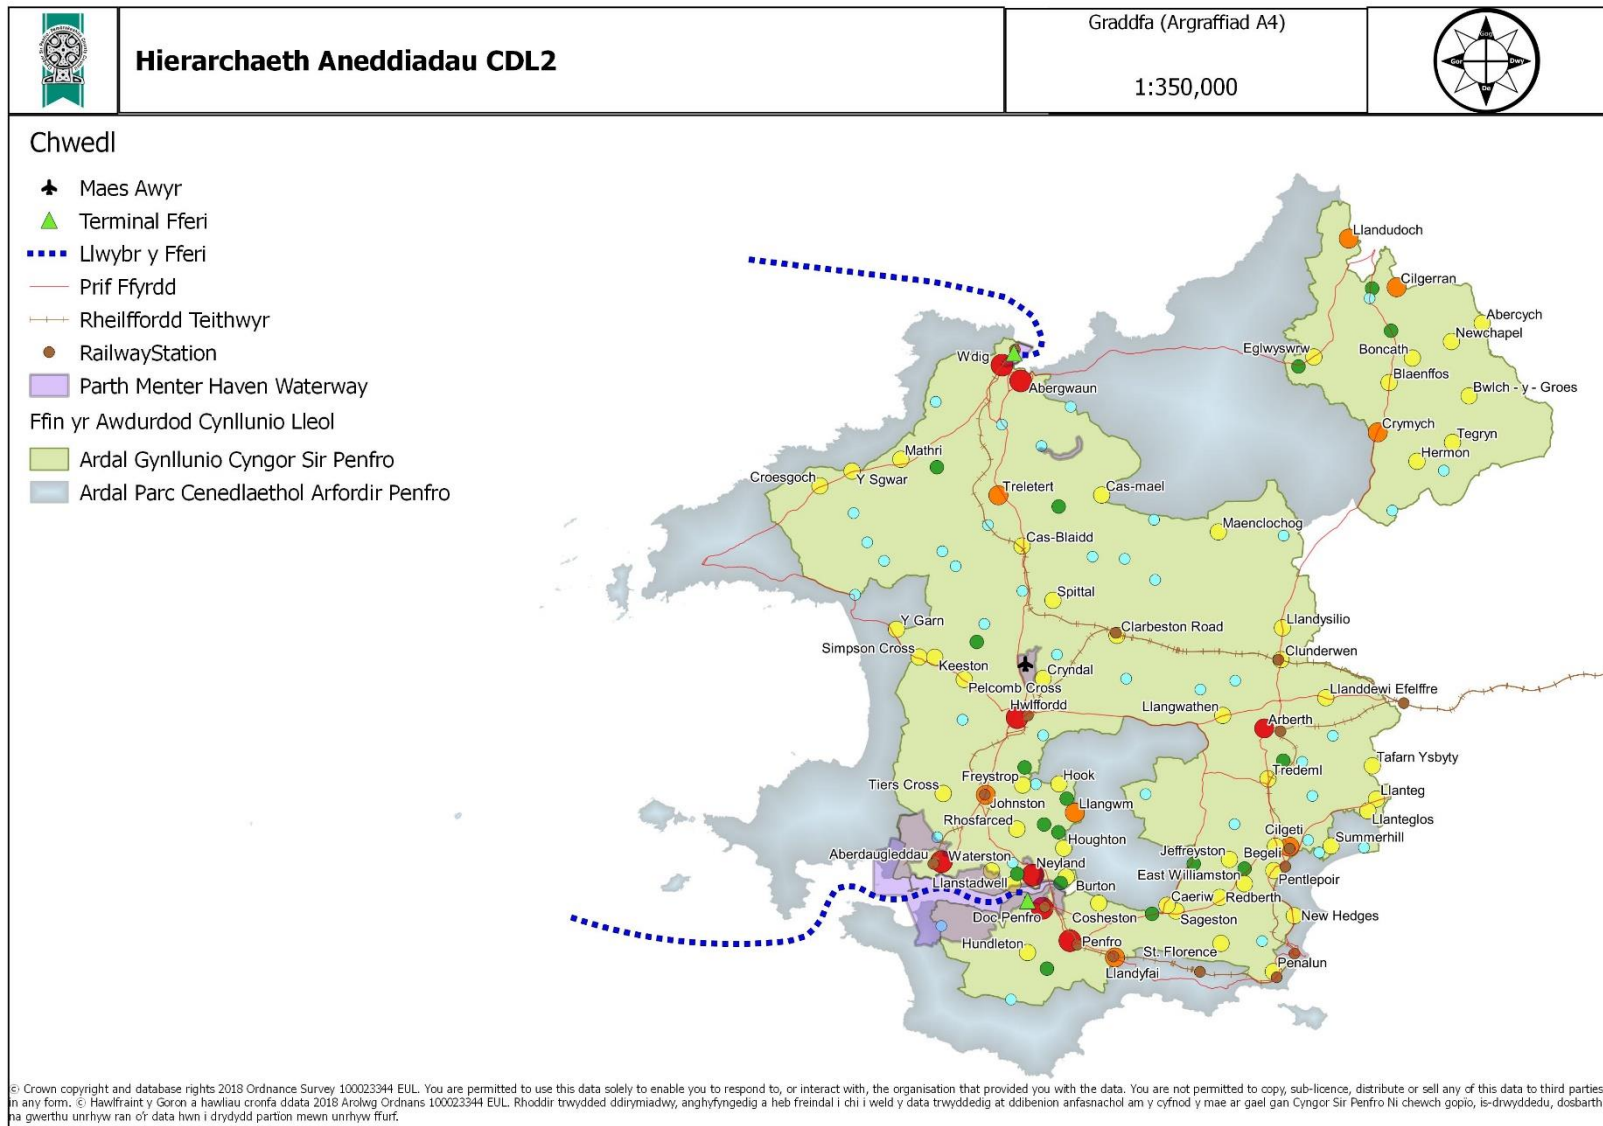 Hierarchaeth Aneddiadau CDL2
Graddfa (Argraffiad A4)
1:350,000
Gog
Gor
Dwy
De
Chwedl
Maes Awyr
Terminal Fferi
Llwybr y Fferi
Prif Ffyrdd
Rheilffordd Teithwyr
RailwayStation
Parth Menter Haven Waterway
Ffin yr Awdurdod Cynllunio Lleol
Ardal Gynllunio Cyngor Sir Penfro
Ardal Parc Cenedlaethol Arfordir Penfro
Llandudoch
Cilgerran
Abercych
Newchapel
Eglwyswrw
Boncath
Blaenffos
Bwlch - y - Groes
Wdig
Abergwaun
Crymych
Tegryn
Hermon
Mathri
Croesgoch
Y Sgwar
Treletert
Cas-mael
Maenclochog
Cas-Blaidd
Spittal
Y Garn
Clarbeston Road
Llandysilio
Simpson Cross
Keeston
Cryndal
Clunderwen
Pelcomb Cross
Llanddewi Efelffre
Hwlffordd
Llangwathen
Arberth
Tafarn Ysbyty
Freystrop
Hook
Tredeml
Tiers Cross
Johnston
Llangwm
Llanteg
Llanteglos
Rhosfarced
Houghton
Cilgeti
Summerhill
Aberdaugleddau
Waterston
Neyland
Jeffreyston
Begeli
Llanstadwell
Burton
East Williamston
Pentlepoir
Caeriw
Redberth
Doc Penfro
Cosheston
Sageston
New Hedges
Hundleton
Penfro
St. Florence
Penalun
Llandyfai
© Crown copyright and database rights 2018 Ordnance Survey 100023344 EUL. You are permitted to use this data solely to enable you to respond to, or interact with, the organisation that provided you with the data. You are not permitted to copy, sub-licence, distribute or sell any of this data to third parties
in any form. © Hawlfraint y Goron a hawliau cronfa ddata 2018 Arolwg Ordnans 100023344 EUL. Rhoddir trwydded ddirymiadwy, anghyfyngedig a heb freindal i chi i weld y data trwyddedig at ddibenion anfasnachol am y cyfnod y mae ar gael gan Cyngor Sir Penfro Ni chewch gopïo, is-drwyddedu, dosbarth
na gwerthu unrhyw ran o'r data hwn i drydydd partïon mewn unrhyw ffurf.